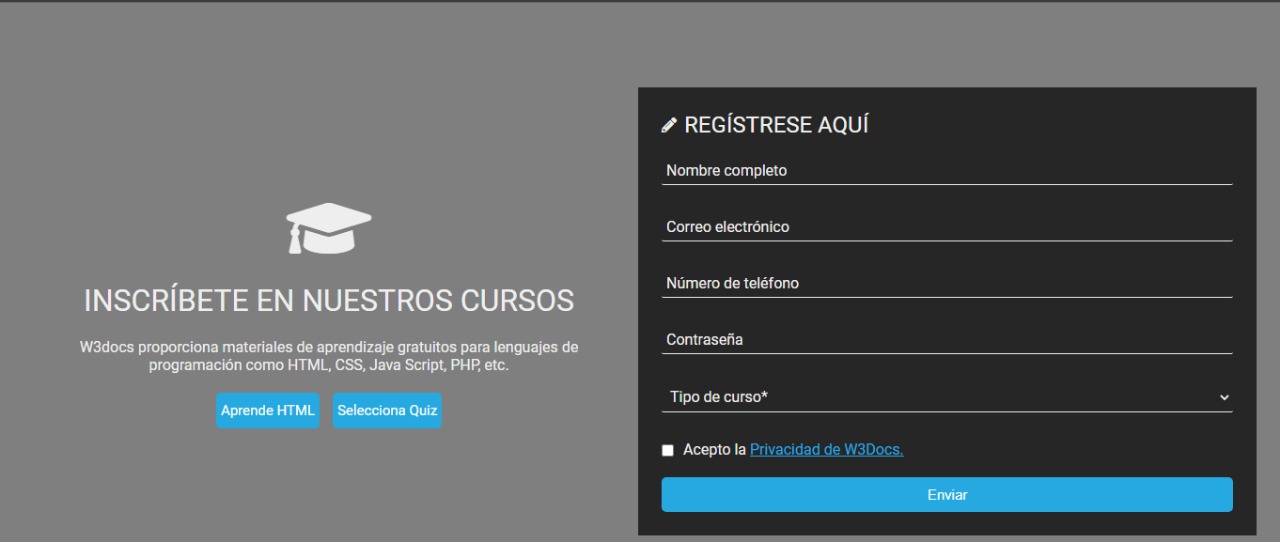 INSCRÍBETE EN NUESTROS CURSOS
W3docs proporciona materiales de aprendizaje gratuitos para lenguajes de
programación como HTML, CSS, Java Script, PHP, etc.
Aprende HTML
Selecciona Quiz
REGÍSTRESE AQUÍ
Nombre completo
Correo electrónico
Número de teléfono
Contraseña
Tipo de curso*
Acepto la Privacidad de W3Docs.
Enviar